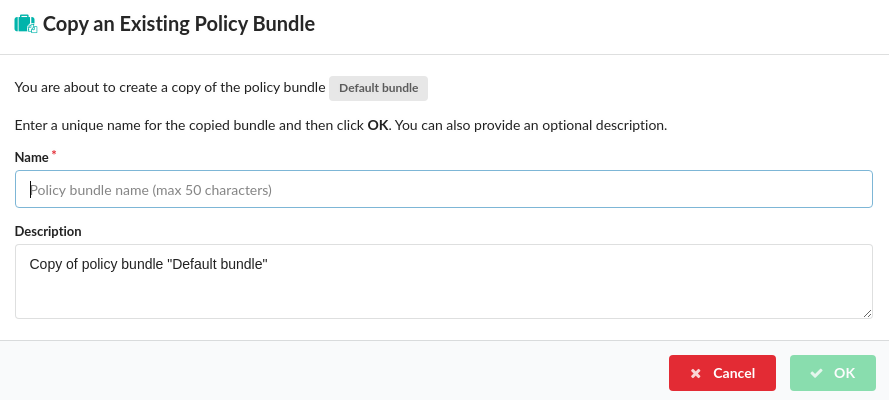 Copy an Existing Policy Bundle
You are about to create a copy of the policy bundle Default bundle
Enter a unique name for the copied bundle and then click OK. You can also provide an optional description.
Name *
Policy bundle name (max 50 characters)
Description
Copy of policy bundle "Default bundle"
Cancel OK